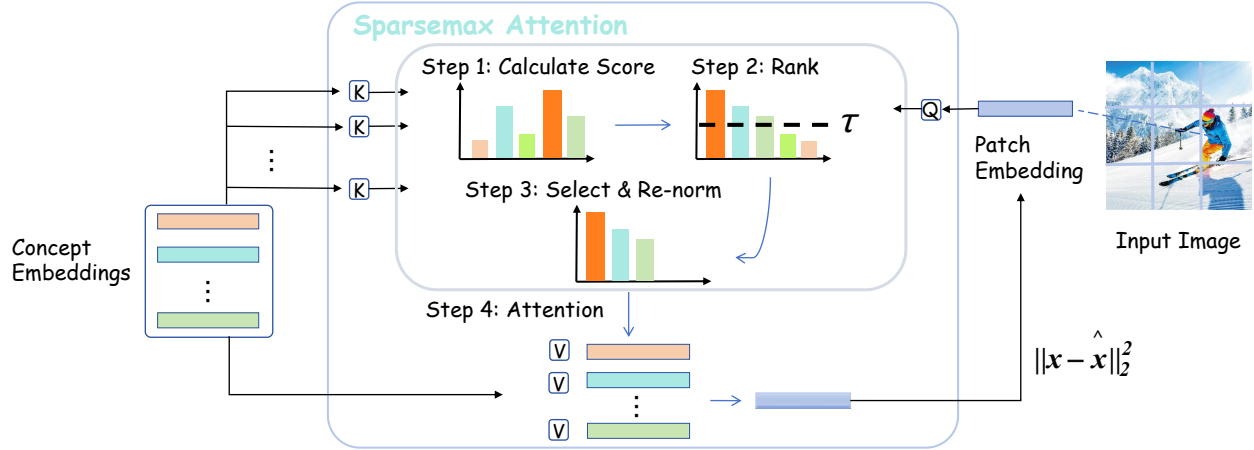 Sparsemax Attention
Step 1: Calculate Score
Step 2: Rank
τ
K
K
⋮
K
Q
Patch
Embedding
Input Image
Step 3: Select & Re-norm
Concept
Embeddings
⋮
Step 4: Attention
V
V
⋮
V
||x − x̂||₂²